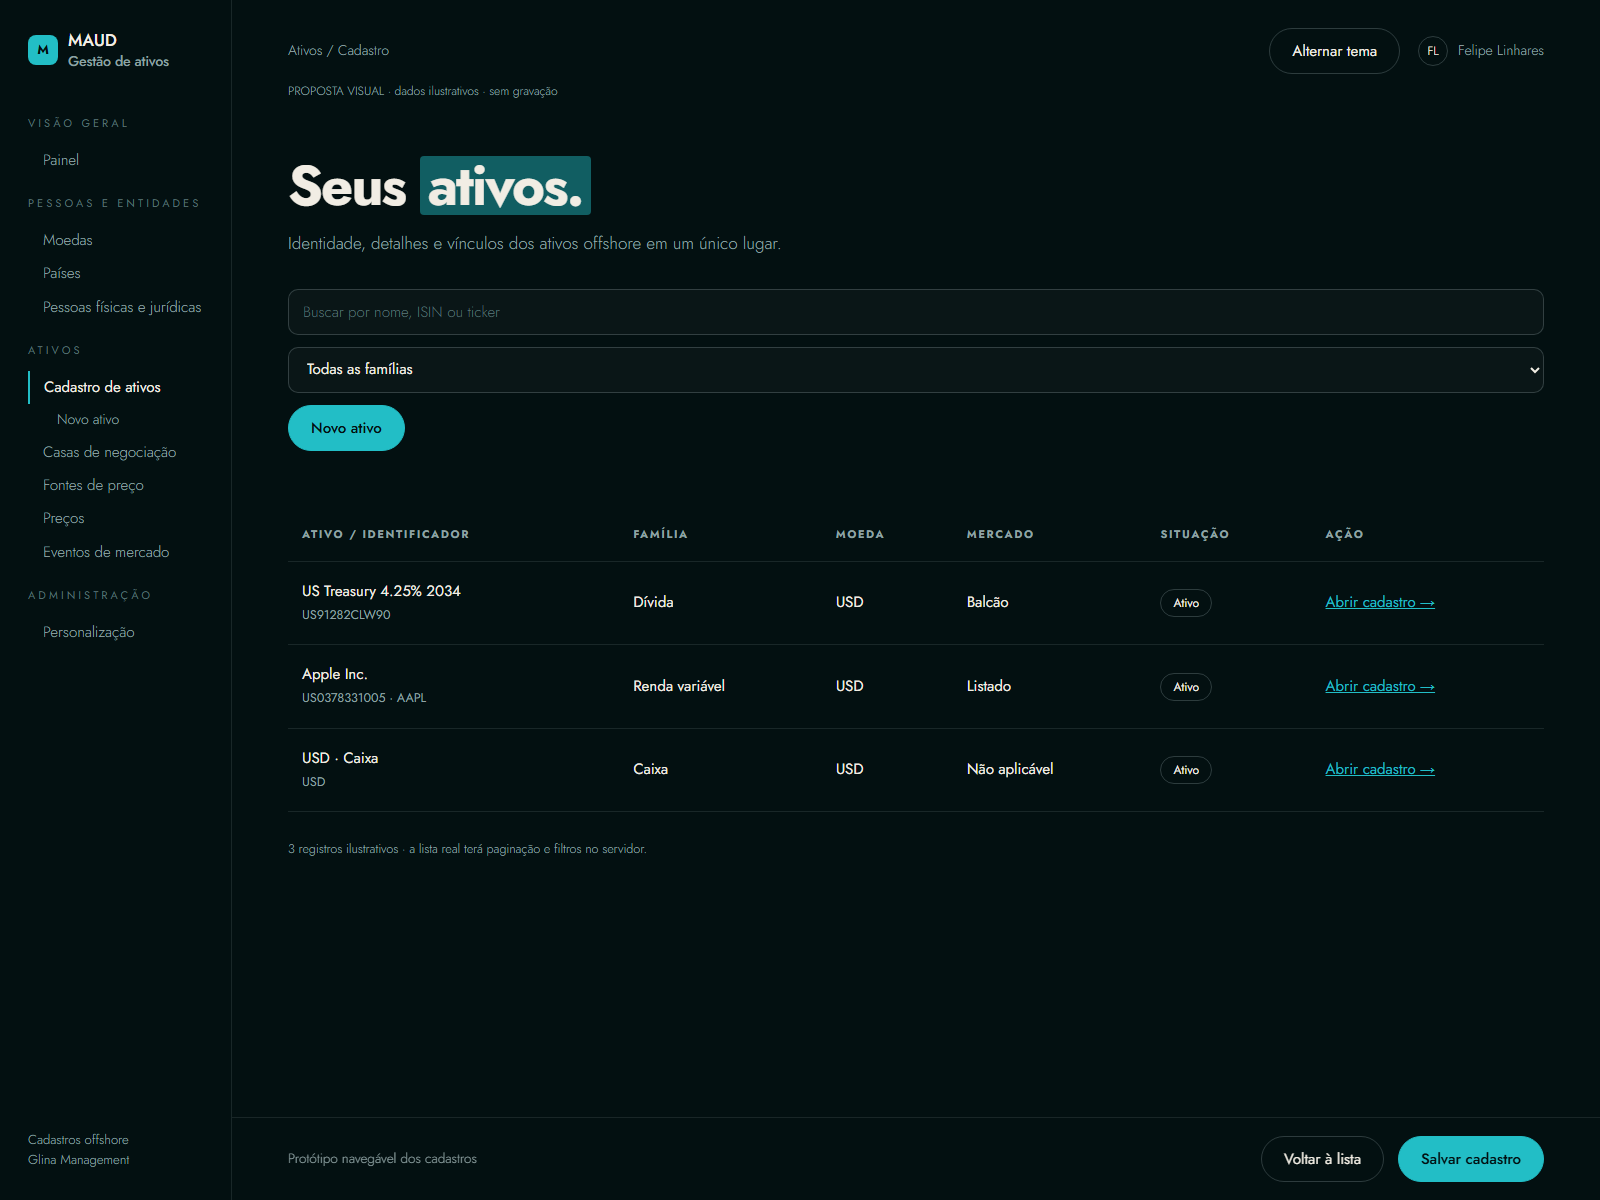 M
MAUD
Gestão de ativos
VISÃO GERAL
Painel
PESSOAS E ENTIDADES
Moedas
Países
Pessoas físicas e jurídicas
ATIVOS
Cadastro de ativos
Novo ativo
Casas de negociação
Fontes de preço
Preços
Eventos de mercado
ADMINISTRAÇÃO
Personalização
Cadastros offshore
Glina Management
Ativos / Cadastro
Alternar tema
FL
Felipe Linhares
PROPOSTA VISUAL · dados ilustrativos · sem gravação
Seus ativos.
Identidade, detalhes e vínculos dos ativos offshore em um único lugar.
Buscar por nome, ISIN ou ticker
Todas as famílias
Novo ativo
ATIVO / IDENTIFICADOR FAMÍLIA MOEDA MERCADO SITUAÇÃO AÇÃO
US Treasury 4.25% 2034
US91282CLW90
Dívida USD Balcão Ativo Abrir cadastro →
Apple Inc.
US0378331005 · AAPL
Renda variável USD Listado Ativo Abrir cadastro →
USD · Caixa
USD
Caixa USD Não aplicável Ativo Abrir cadastro →
3 registros ilustrativos · a lista real terá paginação e filtros no servidor.
Protótipo navegável dos cadastros
Voltar à lista
Salvar cadastro